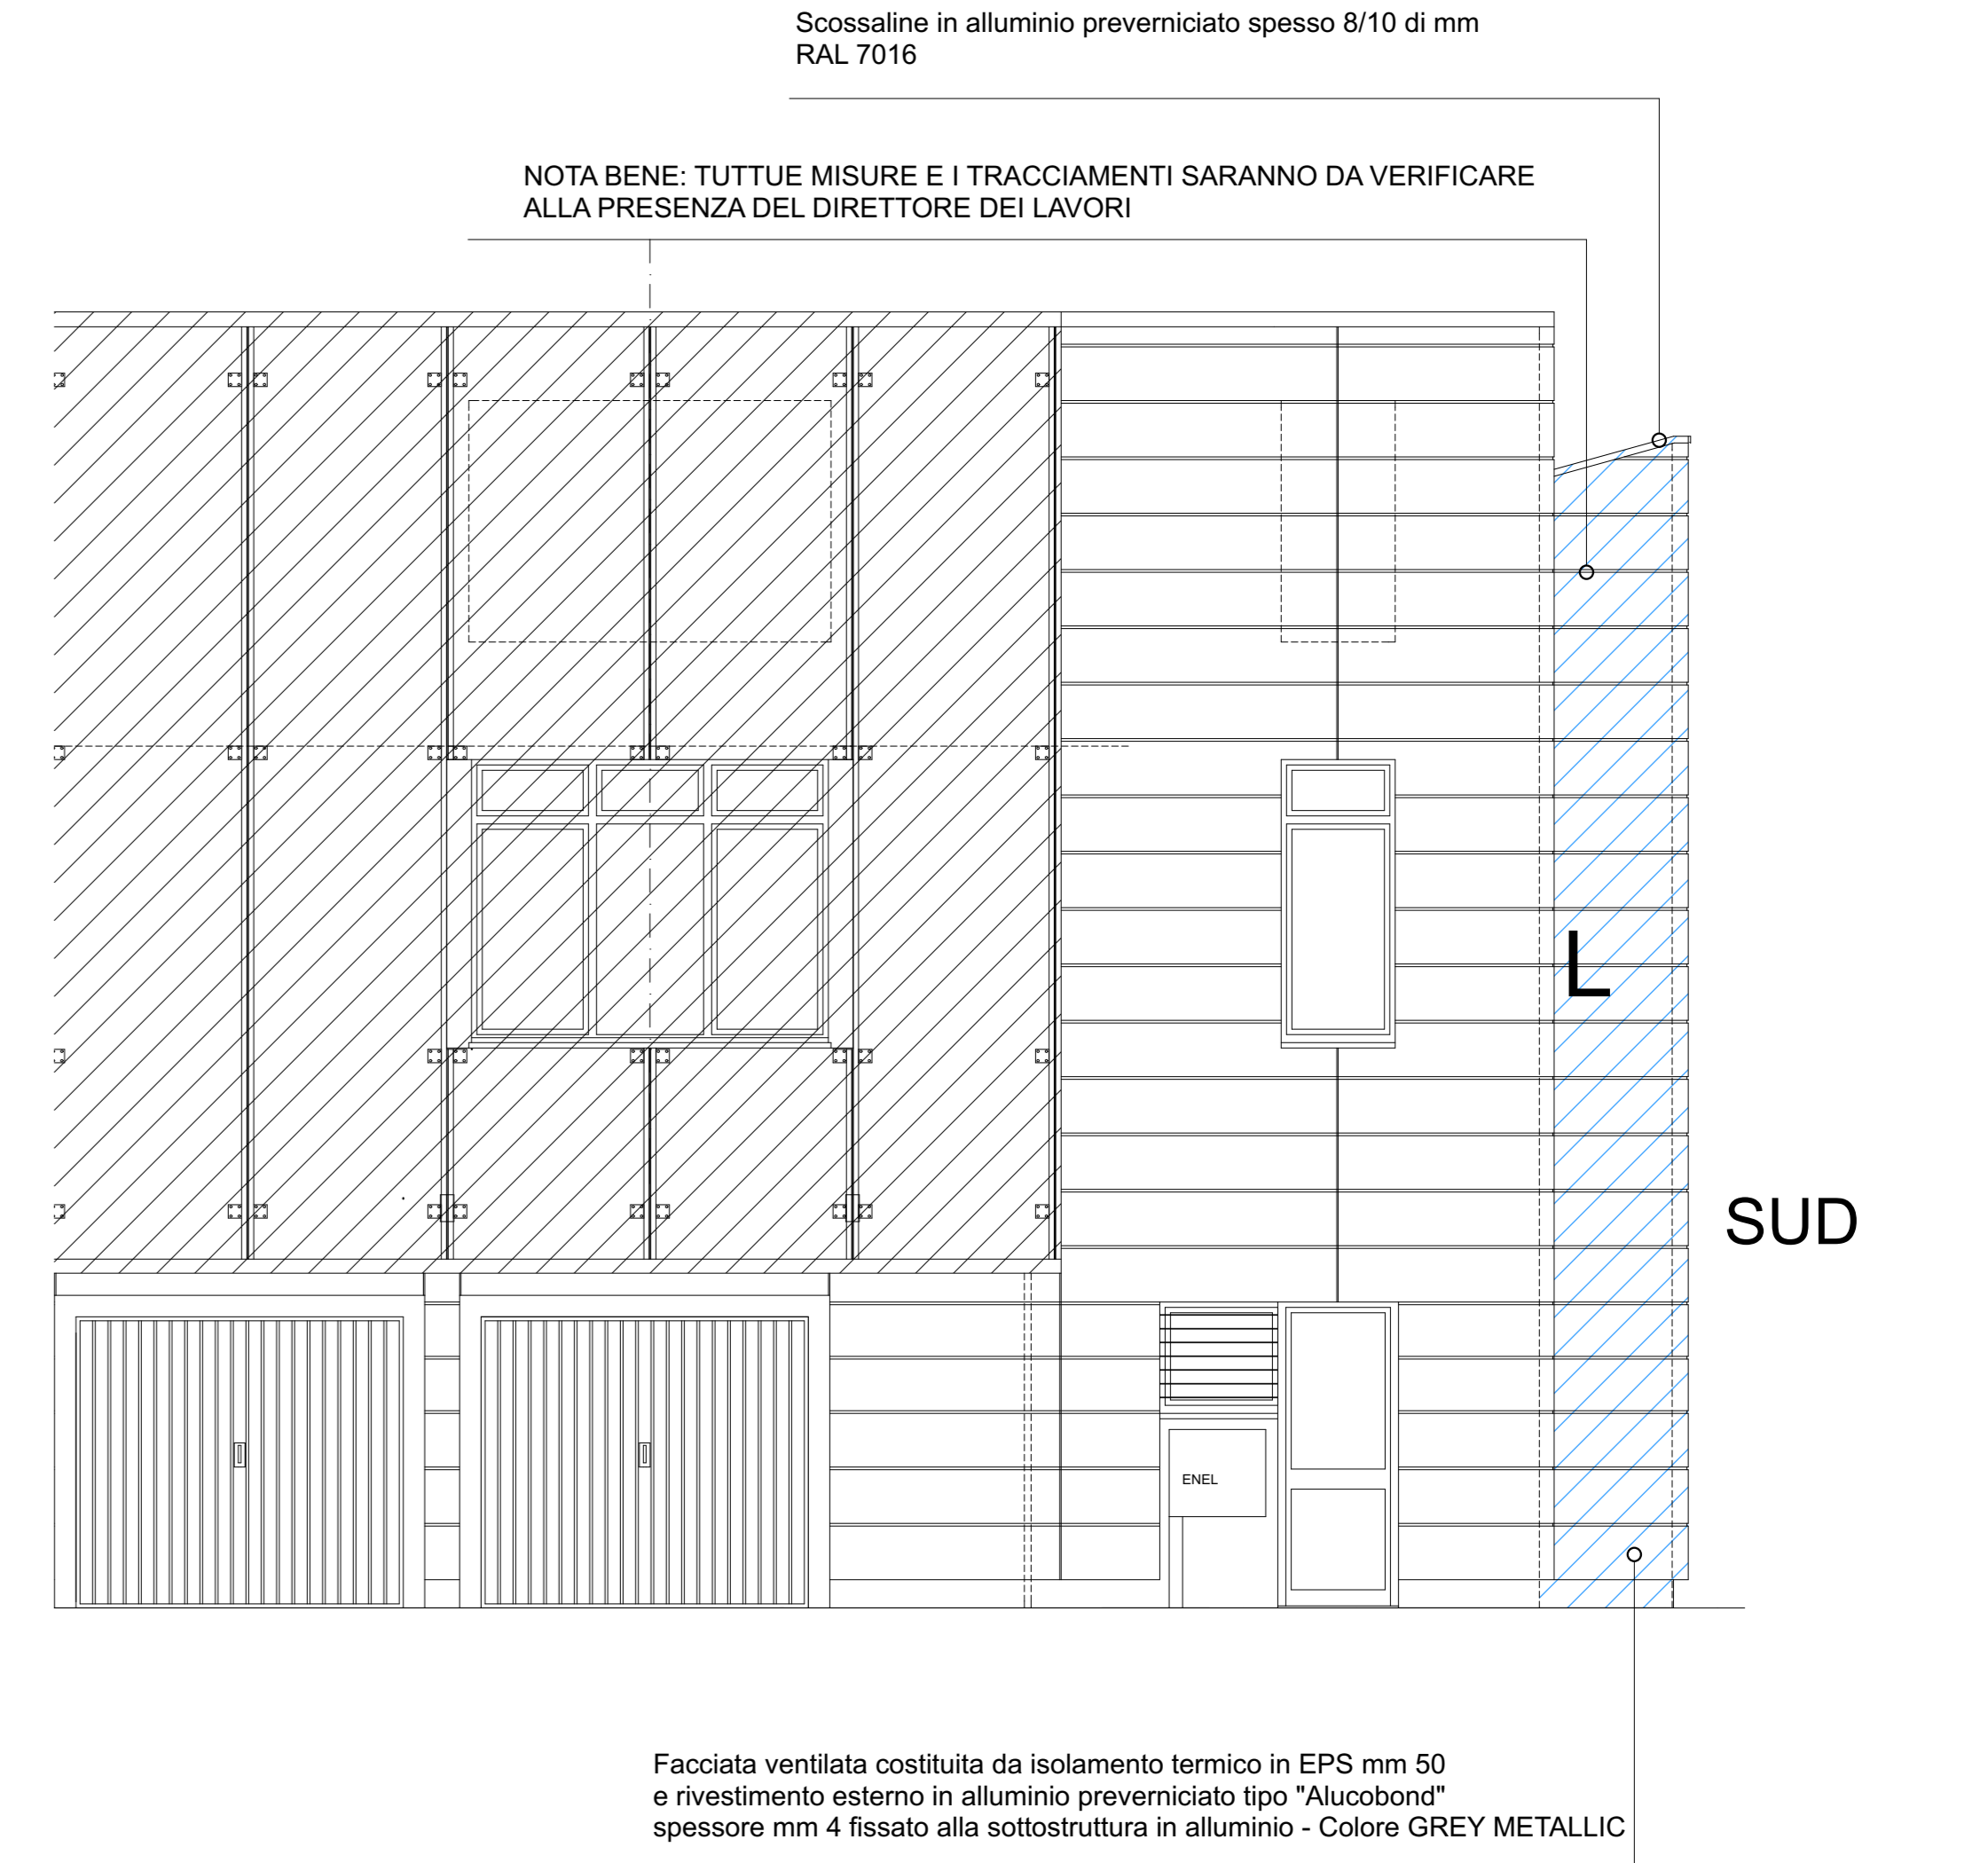 Scossaline in alluminio preverniciato spesso 8/10 di mm
RAL 7016
NOTA BENE: TUTTUE MISURE E I TRACCIAMENTI SARANNO DA VERIFICARE
ALLA PRESENZA DEL DIRETTORE DEI LAVORI
L
SUD
ENEL
Facciata ventilata costituita da isolamento termico in EPS mm 50
e rivestimento esterno in alluminio preverniciato tipo "Alucobond"
spessore mm 4 fissato alla sottostruttura in alluminio - Colore GREY METALLIC